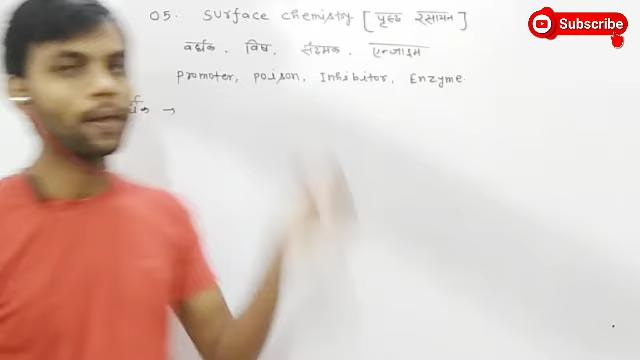 05. Surface Chemistry [पृष्ठ रसायन]
वर्धक, विष, संदमक, एन्जाइम
Promoter, Poison, Inhibitor, Enzyme.
→
Subscribe